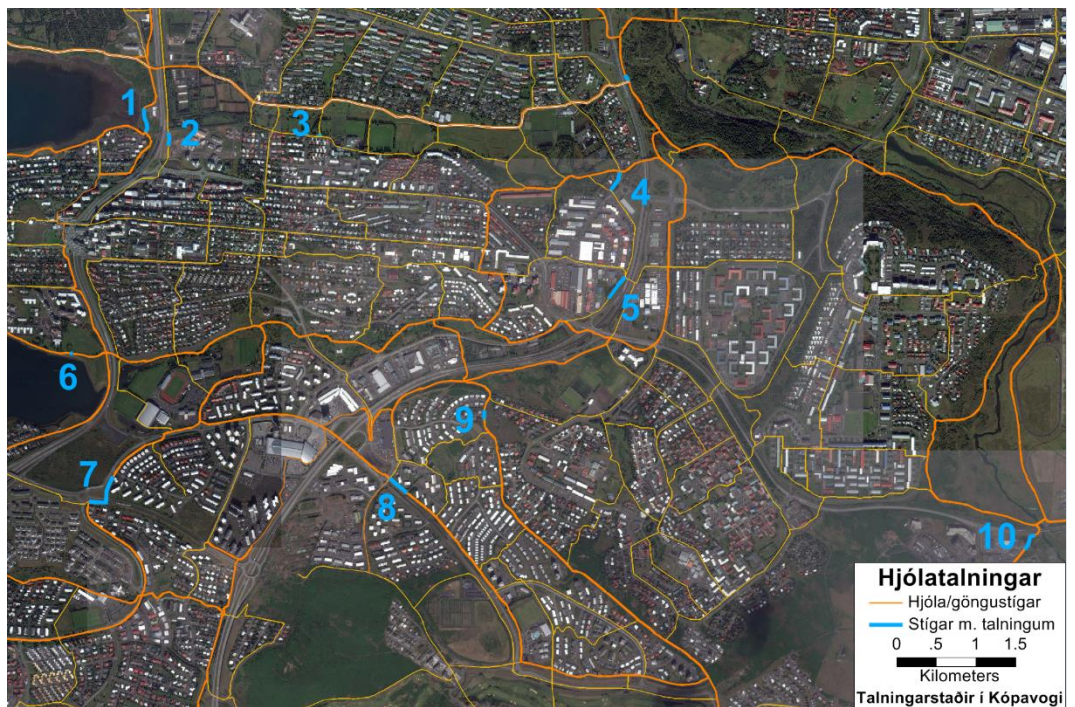 1
2
3
4
5
6
7
8
9
10
Hjólatalningar
Hjóla/göngustígar
Stígar m. talningum
0 .5 1 1.5
Kilometers
Talningarstaðir í Kópavogi